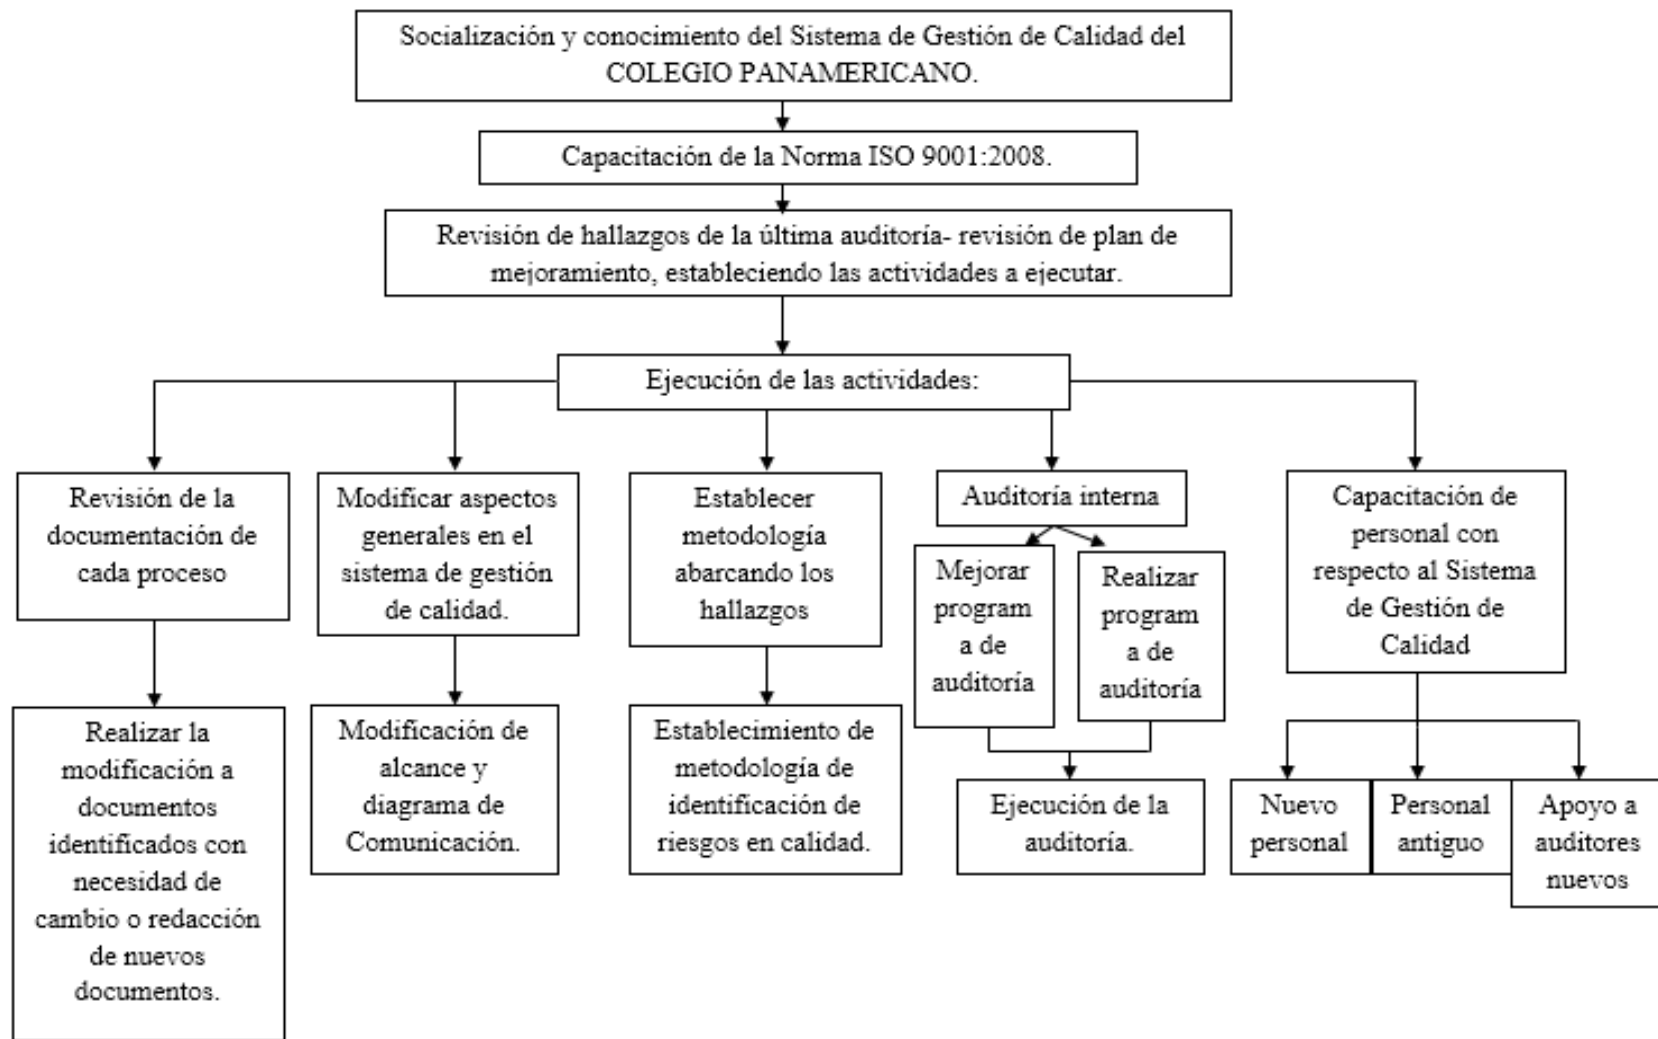 Socialización y conocimiento del Sistema de Gestión de Calidad del
COLEGIO PANAMERICANO.
Capacitación de la Norma ISO 9001:2008.
Revisión de hallazgos de la última auditoría- revisión de plan de
mejoramiento, estableciendo las actividades a ejecutar.
Ejecución de las actividades:
Revisión de la
documentación de
cada proceso
Realizar la
modificación a
documentos
identificados con
necesidad de
cambio o redacción
de nuevos
documentos.
Modificar aspectos
generales en el
sistema de gestión
de calidad.
Modificación de
alcance y
diagrama de
Comunicación.
Establecer
metodología
abarcando los
hallazgos
Establecimiento de
metodología de
identificación de
riesgos en calidad.
Auditoría interna
Mejorar
program
a de
auditoría
Realizar
program
a de
auditoría
Ejecución de la
auditoría.
Capacitación de
personal con
respecto al Sistema
de Gestión de
Calidad
Nuevo
personal
Personal
antiguo
Apoyo a
auditores
nuevos